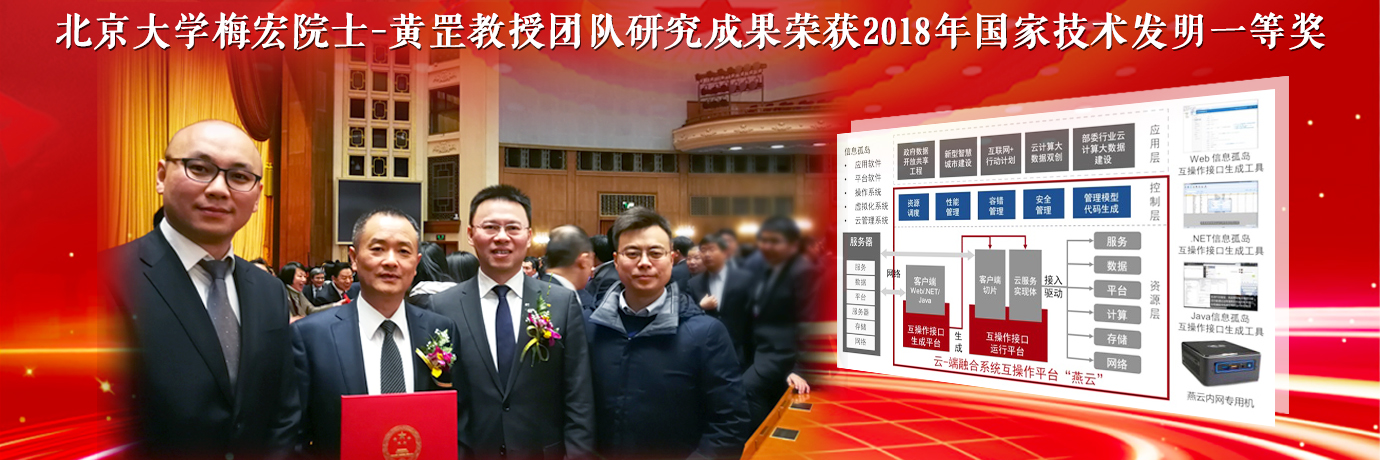 北京大学梅宏院士-黄罡教授团队研究成果荣获2018年国家技术发明一等奖
信息孤岛
• 应用软件
• 平台软件
• 操作系统
• 虚拟化系统
• 云管理系统
政府数据
开放共享
工程
新型智慧
城市建设
互联网+
行动计划
云计算大
数据双创
部委行业云
计算大数据
建设
应用层
资源
调度
性能
管理
容错
管理
安全
管理
管理模型
代码生成
控制层
服务器
服务
数据
平台
服务器
存储
网络
网络
客户端
Web/.NET/
Java
互操作接口
生成平台
生成
客户端
切片
云服务
实现体
互操作接口
运行平台
接入
驱动
服务
数据
平台
计算
存储
网络
资源层
云-端融合系统互操作平台“燕云”
Web 信息孤岛
互操作接口生成工具
.NET信息孤岛
互操作接口生成工具
Java信息孤岛
互操作接口生成工具
燕云内网专用机